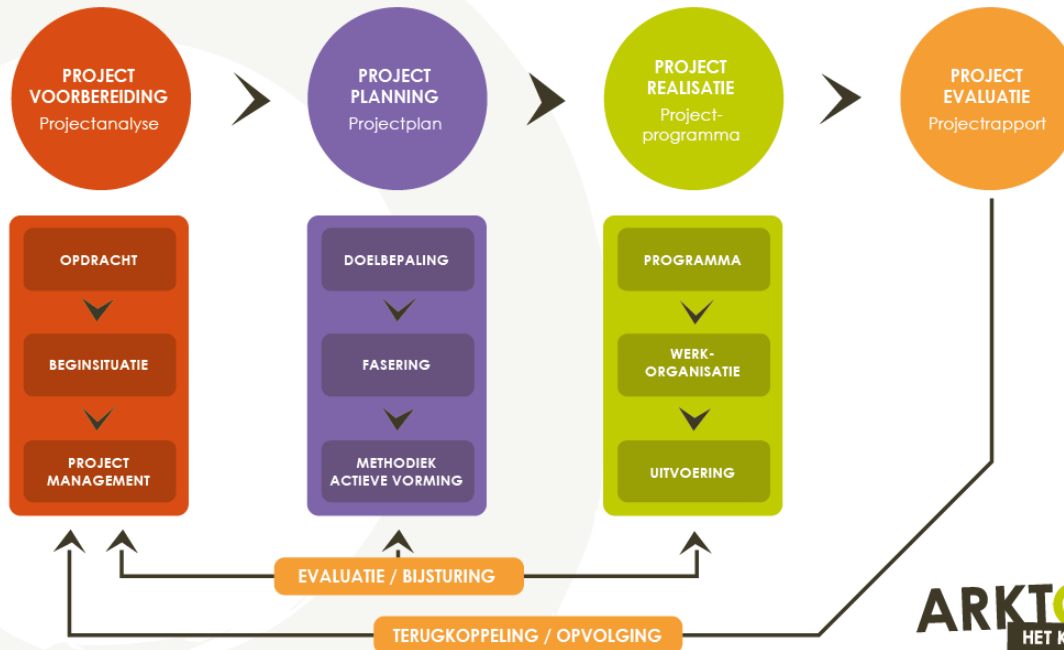 PROJECT
VOORBEREIDING
Projectanalyse
PROJECT
PLANNING
Projectplan
PROJECT
REALISATIE
Project-
programma
PROJECT
EVALUATIE
Projectrapport
OPDRACHT
BEGINSITUATIE
PROJECT
MANAGEMENT
DOELBEPALING
FASERING
METHODIEK
ACTIEVE VORMING
PROGRAMMA
WERK-
ORGANISATIE
UITVOERING
EVALUATIE / BIJSTURING
TERUGKOPPELING / OPVOLGING
ARKT
HET K